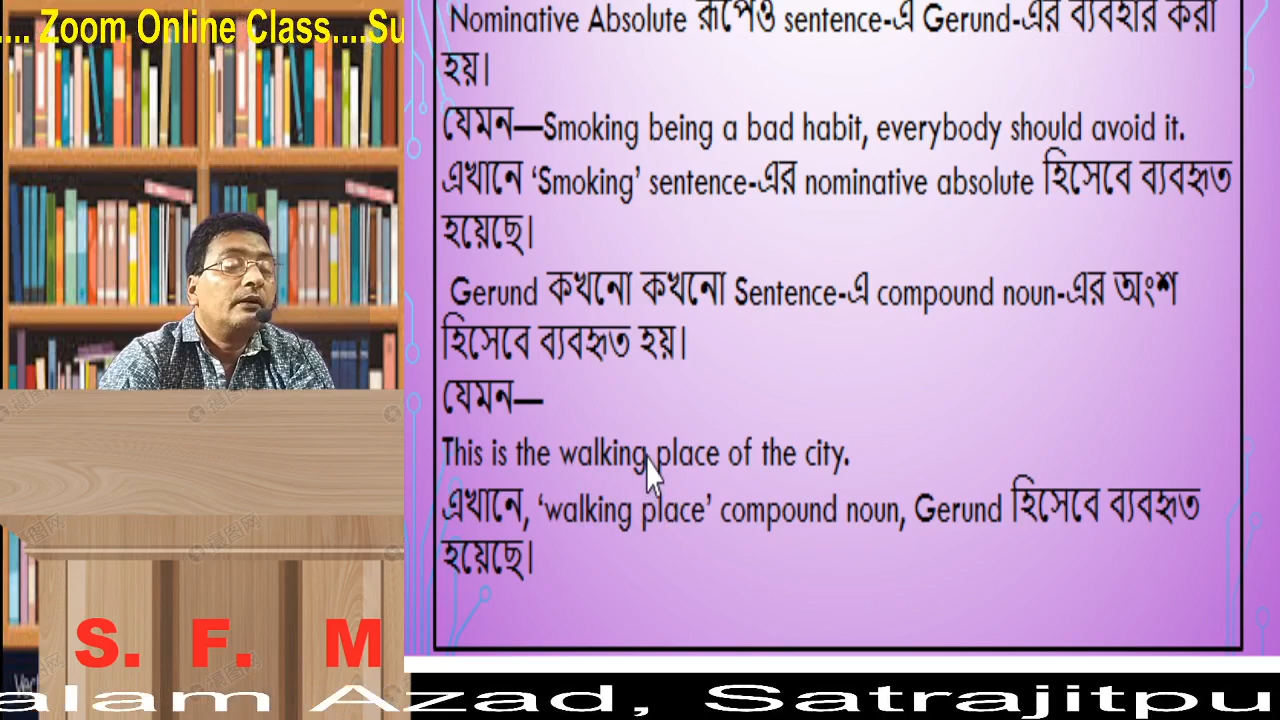 .... Zoom Online Class....Su
Nominative Absolute রূপেও sentence-এ Gerund-এর ব্যবহার করা
হয়।
যেমন—Smoking being a bad habit, everybody should avoid it.
এখানে ‘Smoking’ sentence-এর nominative absolute হিসেবে ব্যবহৃত
হয়েছে।
Gerund কখনো কখনো Sentence-এ compound noun-এর অংশ
হিসেবে ব্যবহৃত হয়।
যেমন—
This is the walking place of the city.
এখানে, ‘walking place’ compound noun, Gerund হিসেবে ব্যবহৃত
হয়েছে।
S. F. M
alam Azad, Satrajitpu